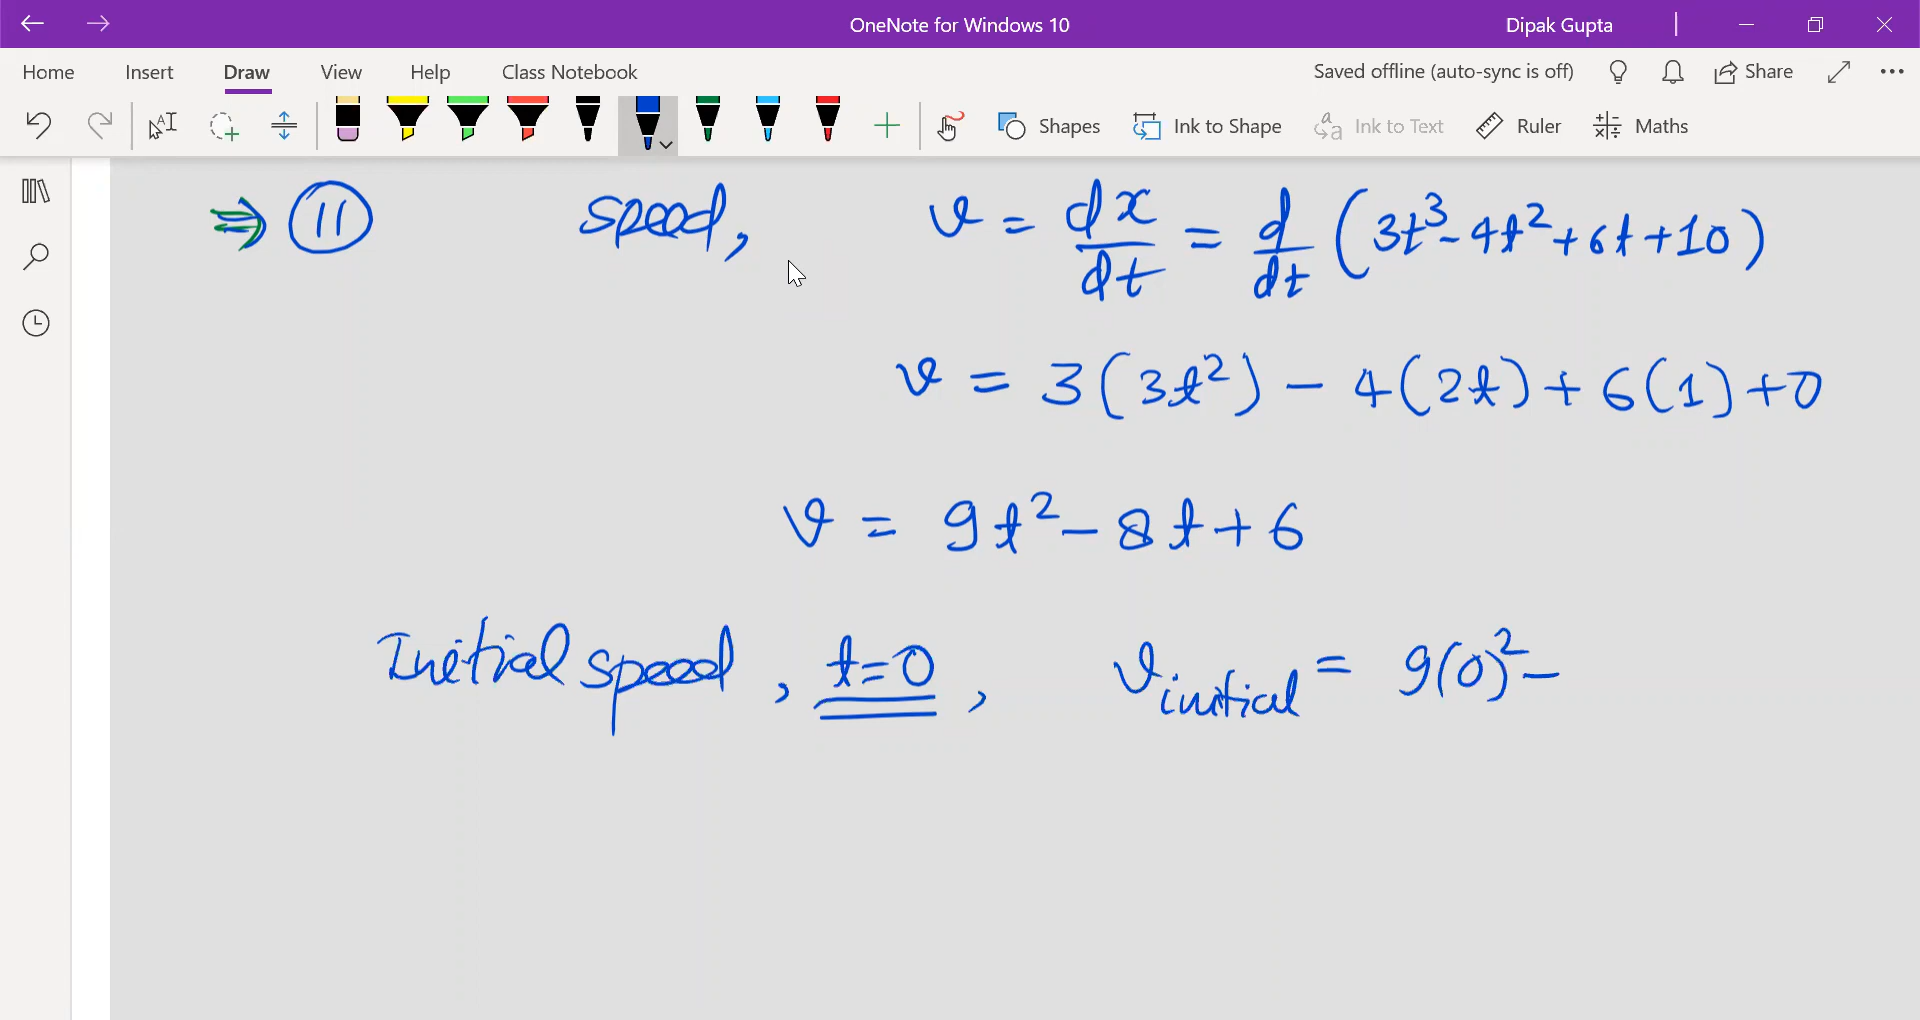 OneNote for Windows 10
Dipak Gupta
Home Insert Draw View Help Class Notebook
Saved offline (auto-sync is off) Share
Shapes Ink to Shape Ink to Text Ruler Maths
⇒ (11) speed, v = dx/dt = d/dt (3t³ - 4t² + 6t + 10)
v = 3(3t²) - 4(2t) + 6(1) + 0
v = 9t² - 8t + 6
Initial speed, t=0, v initial = 9(0)² -